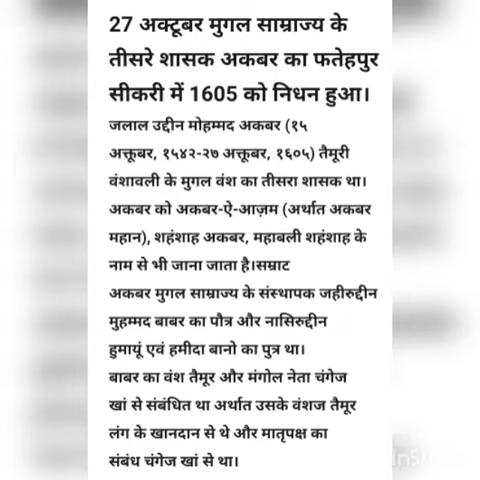 27 अक्टूबर मुगल साम्राज्य के
तीसरे शासक अकबर का फतेहपुर
सीकरी में 1605 को निधन हुआ।
जलाल उद्दीन मोहम्मद अकबर (१५
अक्तूबर, १५४२-२७ अक्तूबर, १६०५) तैमूरी
वंशावली के मुगल वंश का तीसरा शासक था।
अकबर को अकबर-ऐ-आज़म (अर्थात अकबर
महान), शहंशाह अकबर, महाबली शहंशाह के
नाम से भी जाना जाता है।सम्राट
अकबर मुगल साम्राज्य के संस्थापक जहीरुद्दीन
मुहम्मद बाबर का पौत्र और नासिरुद्दीन
हुमायूं एवं हमीदा बानो का पुत्र था।
बाबर का वंश तैमूर और मंगोल नेता चंगेज
खां से संबंधित था अर्थात उसके वंशज तैमूर
लंग के खानदान से थे और मातृपक्ष का
संबंध चंगेज खां से था।